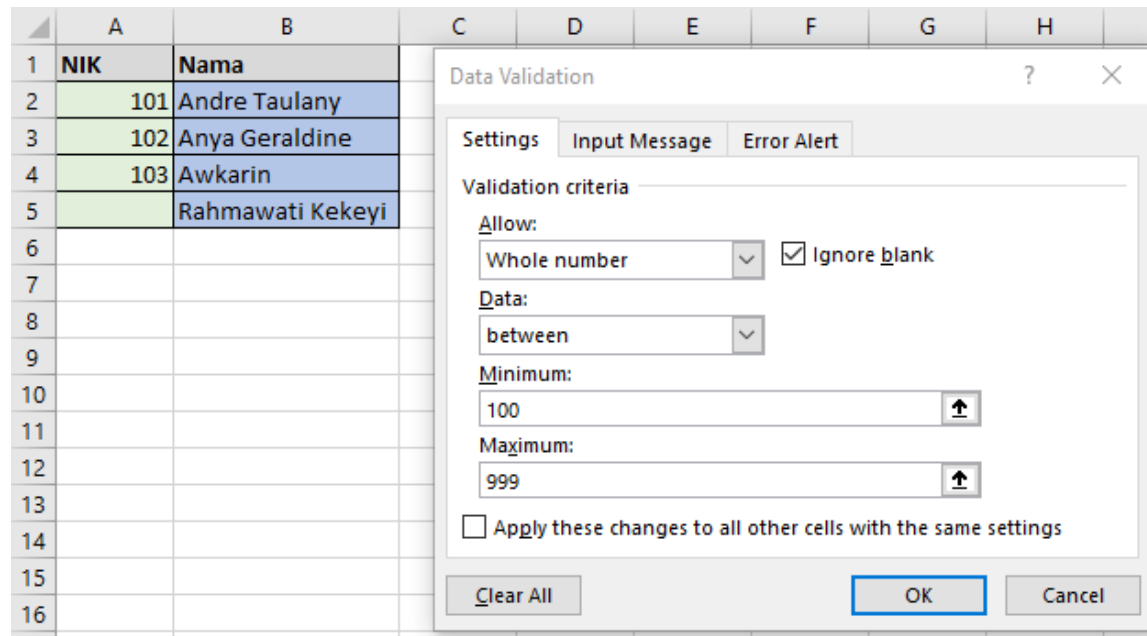 A B C D E F G H
1 NIK Nama
2 101 Andre Taulany
3 102 Anya Geraldine
4 103 Awkarin
5 Rahmawati Kekeyi
6
7
8
9
10
11
12
13
14
15
16
Data Validation ? ×
Settings Input Message Error Alert
Validation criteria
Allow:
Whole number Ignore blank
Data:
between
Minimum:
100
Maximum:
999
Apply these changes to all other cells with the same settings
Clear All OK Cancel